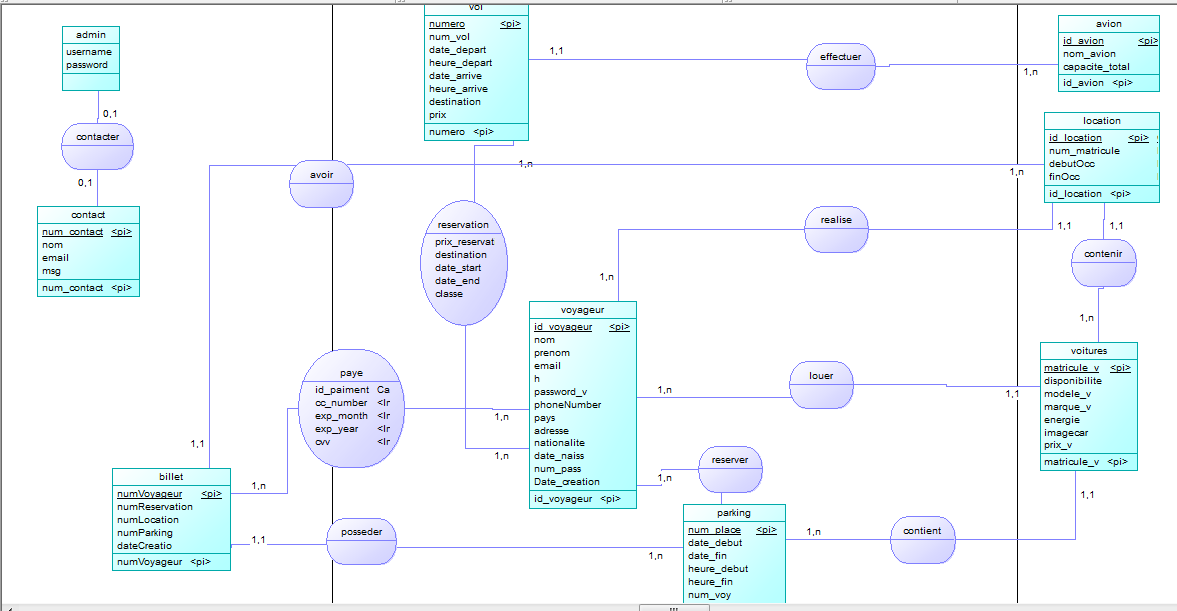 admin
username
password
0,1
contacter
0,1
contact
num_contact <pi>
nom
email
msg
num_contact <pi>
vol
numero <pi>
num_vol
date_depart
heure_depart
date_arrive
heure_arrive
destination
prix
numero <pi>
1,1
effectuer
1,n
avion
id_avion <pi>
nom_avion
capacite_total
id_avion <pi>
location
id_location <pi>
num_matricule
debutOcc
finOcc
id_location <pi>
avoir
1,n
1,n
reservation
prix_reservat
destination
date_start
date_end
classe
realise
1,1
1,1
1,n
contenir
1,n
voyageur
id_voyageur <pi>
nom
prenom
email
h
password_v
phoneNumber
pays
adresse
nationalite
date_naiss
num_pass
Date_creation
id_voyageur <pi>
voitures
matricule_v <pi>
disponibilite
modele_v
marque_v
energie
imagecar
prix_v
matricule_v <pi>
louer
1,n
1,1
paye
id_paiment Ca
cc_number <Ir
exp_month <Ir
exp_year <Ir
cvv <Ir
1,n
1,n
1,1
1,n
billet
numVoyageur <pi>
numReservation
numLocation
numParking
dateCreatio
numVoyageur <pi>
1,1
posseder
1,n
reserver
1,n
parking
num_place <pi>
date_debut
date_fin
heure_debut
heure_fin
num_voy
1,n
contient
1,1